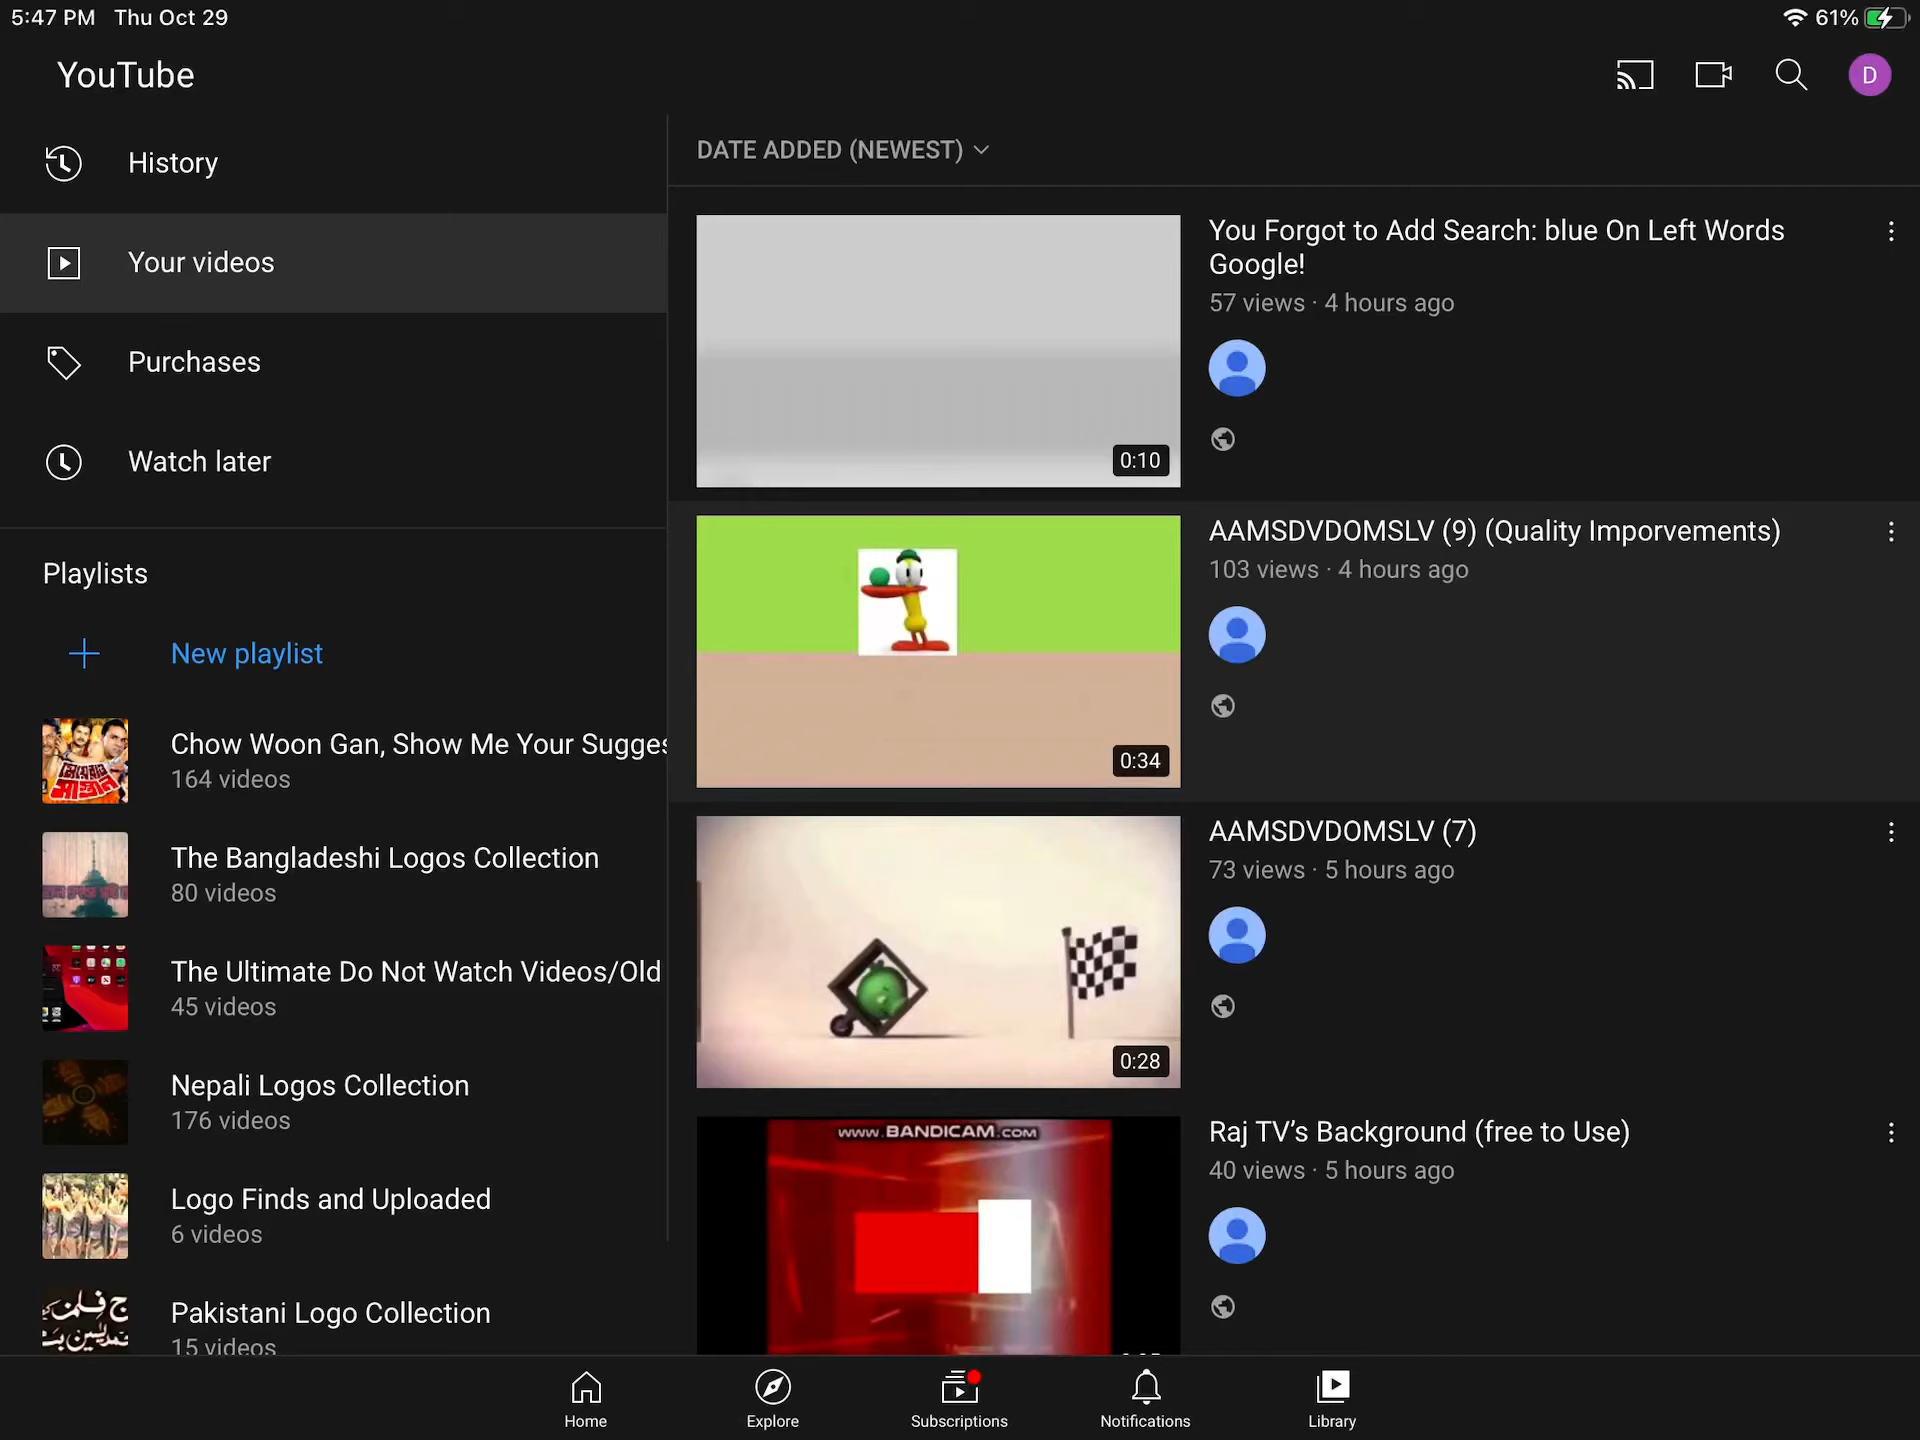 5:47 PM Thu Oct 29
61%
YouTube
D
History
Your videos
Purchases
Watch later
Playlists
New playlist
Chow Woon Gan, Show Me Your Sugges
164 videos
The Bangladeshi Logos Collection
80 videos
The Ultimate Do Not Watch Videos/Old
45 videos
Nepali Logos Collection
176 videos
Logo Finds and Uploaded
6 videos
Pakistani Logo Collection
15 videos
DATE ADDED (NEWEST)
You Forgot to Add Search: blue On Left Words
Google!
57 views · 4 hours ago
0:10
AAMSDVDOMSLV (9) (Quality Imporvements)
103 views · 4 hours ago
0:34
AAMSDVDOMSLV (7)
73 views · 5 hours ago
0:28
Raj TV’s Background (free to Use)
40 views · 5 hours ago
www.BANDICAM.com
Home
Explore
Subscriptions
Notifications
Library